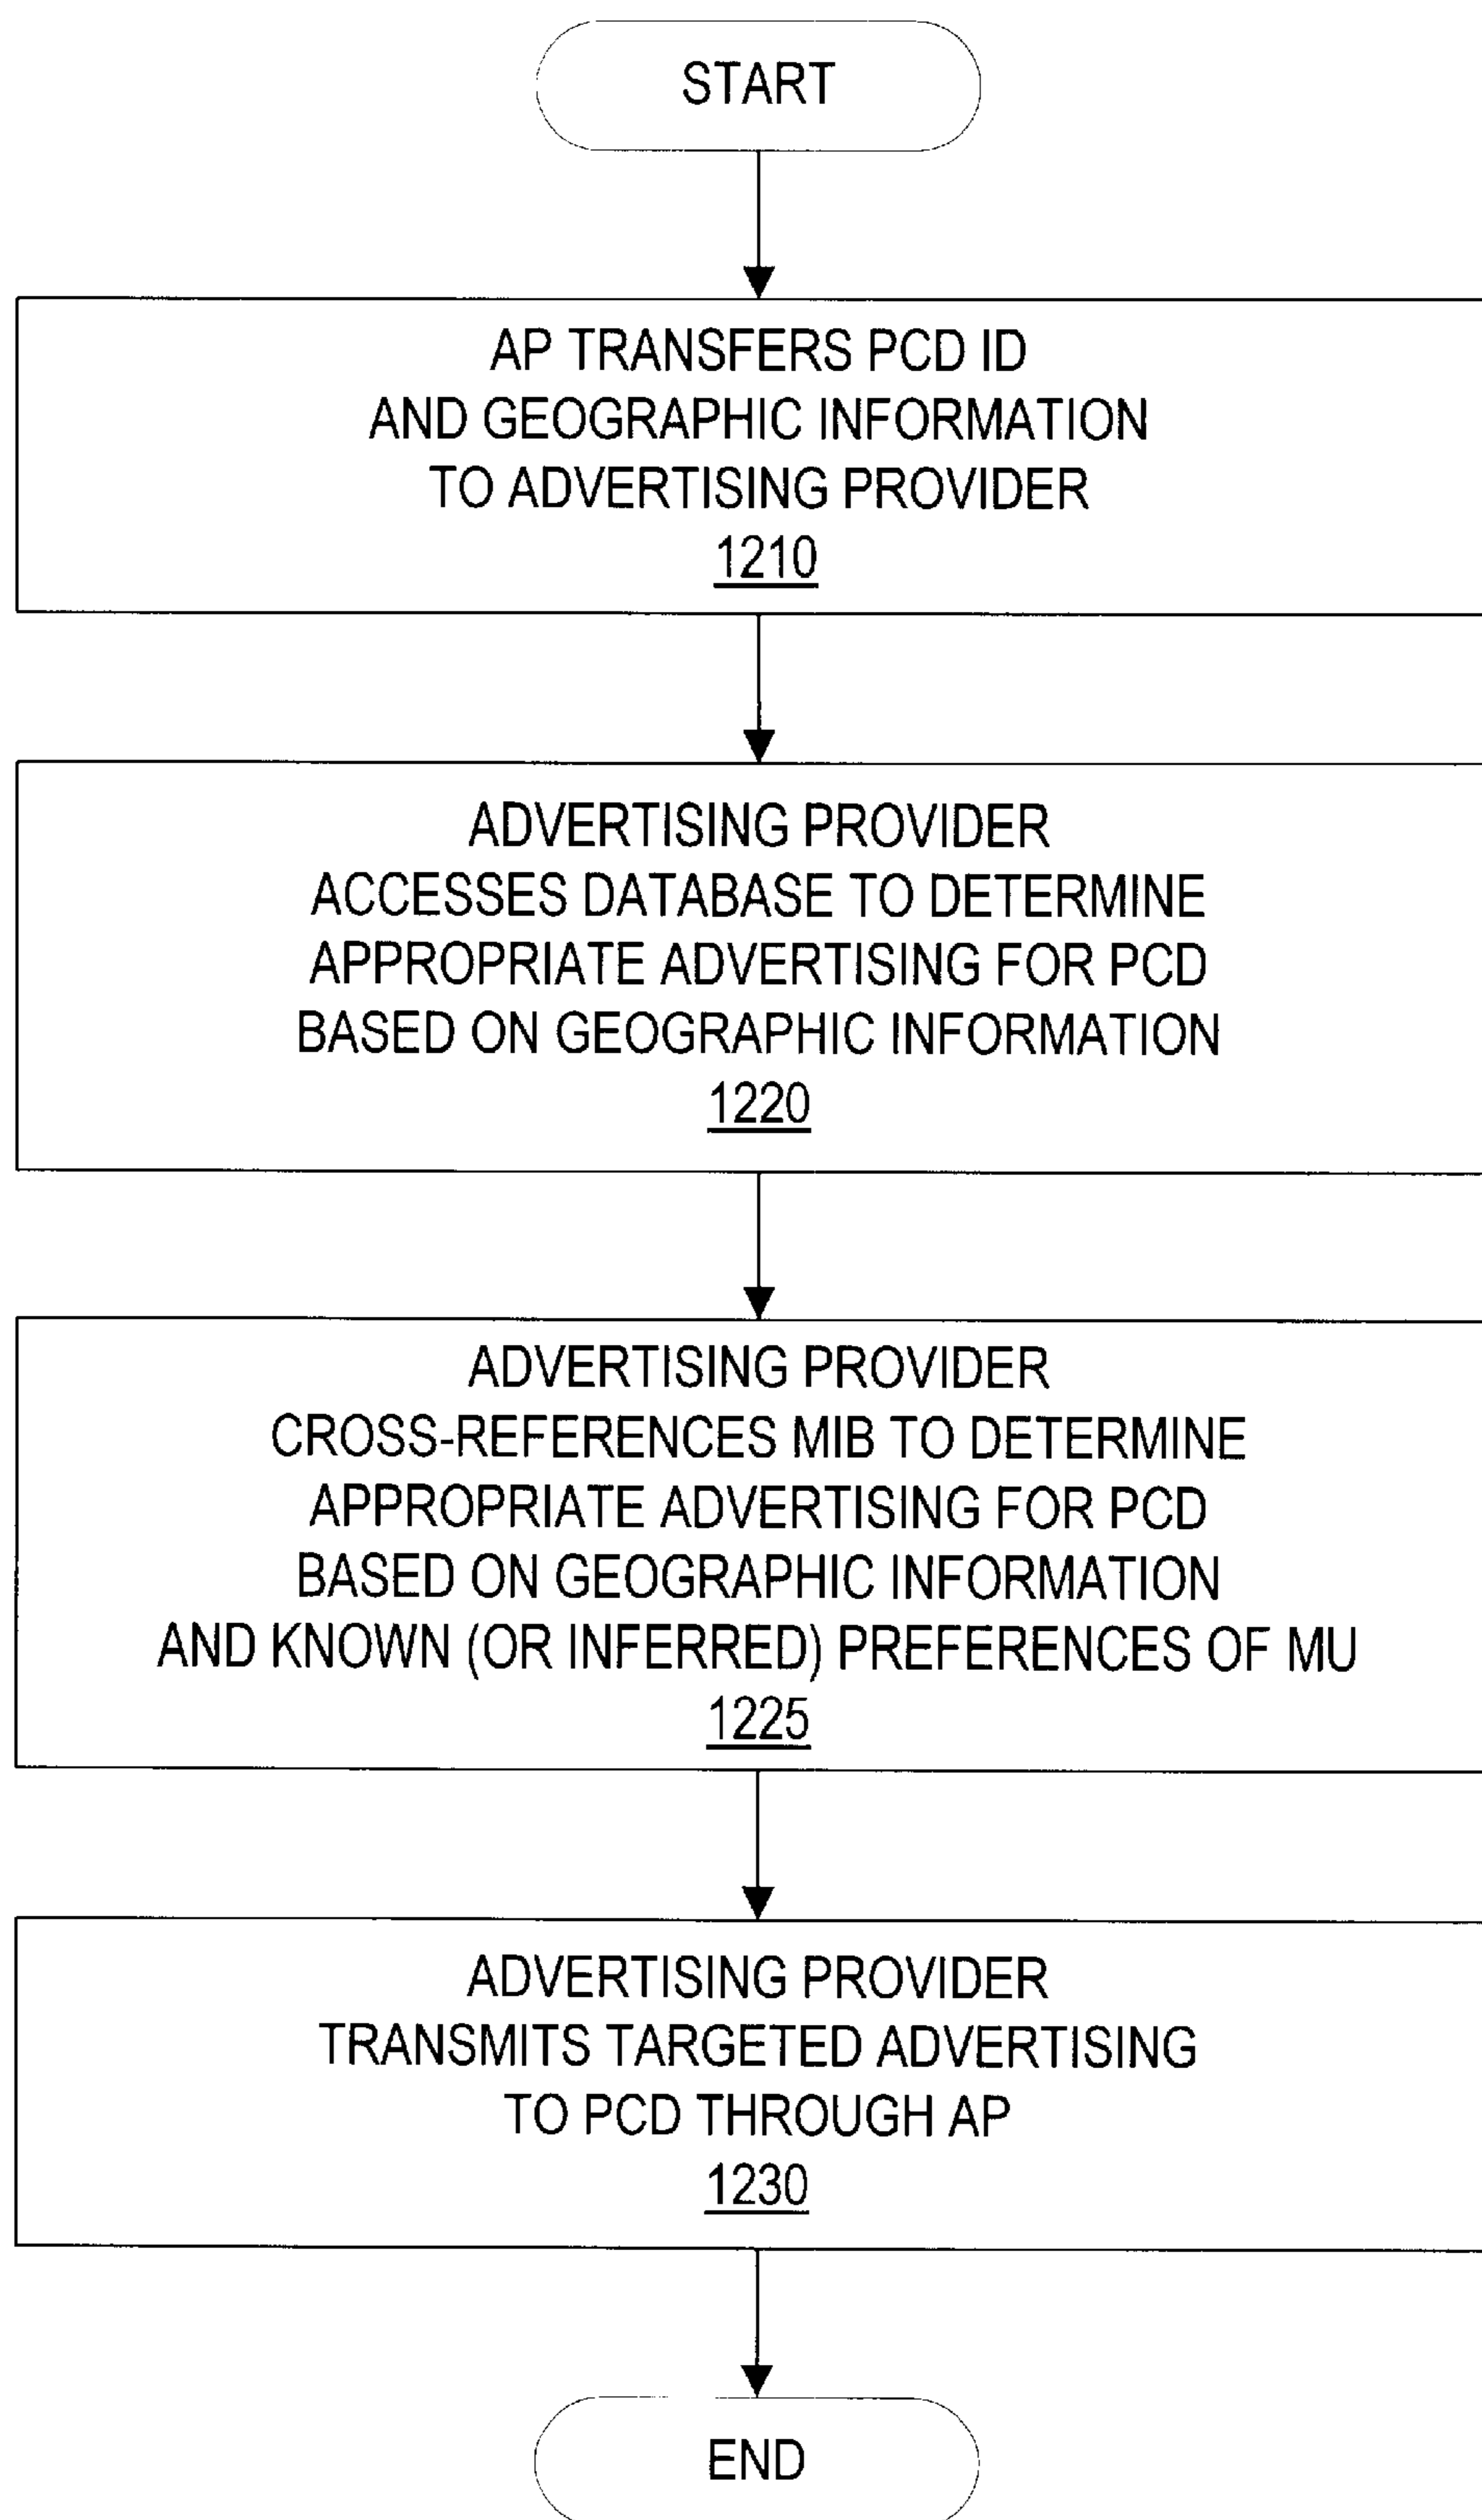 START
AP TRANSFERS PCD ID
AND GEOGRAPHIC INFORMATION
TO ADVERTISING PROVIDER
1210
ADVERTISING PROVIDER
ACCESSES DATABASE TO DETERMINE
APPROPRIATE ADVERTISING FOR PCD
BASED ON GEOGRAPHIC INFORMATION
1220
ADVERTISING PROVIDER
CROSS-REFERENCES MIB TO DETERMINE
APPROPRIATE ADVERTISING FOR PCD
BASED ON GEOGRAPHIC INFORMATION
AND KNOWN (OR INFERRED) PREFERENCES OF MU
1225
ADVERTISING PROVIDER
TRANSMITS TARGETED ADVERTISING
TO PCD THROUGH AP
1230
END